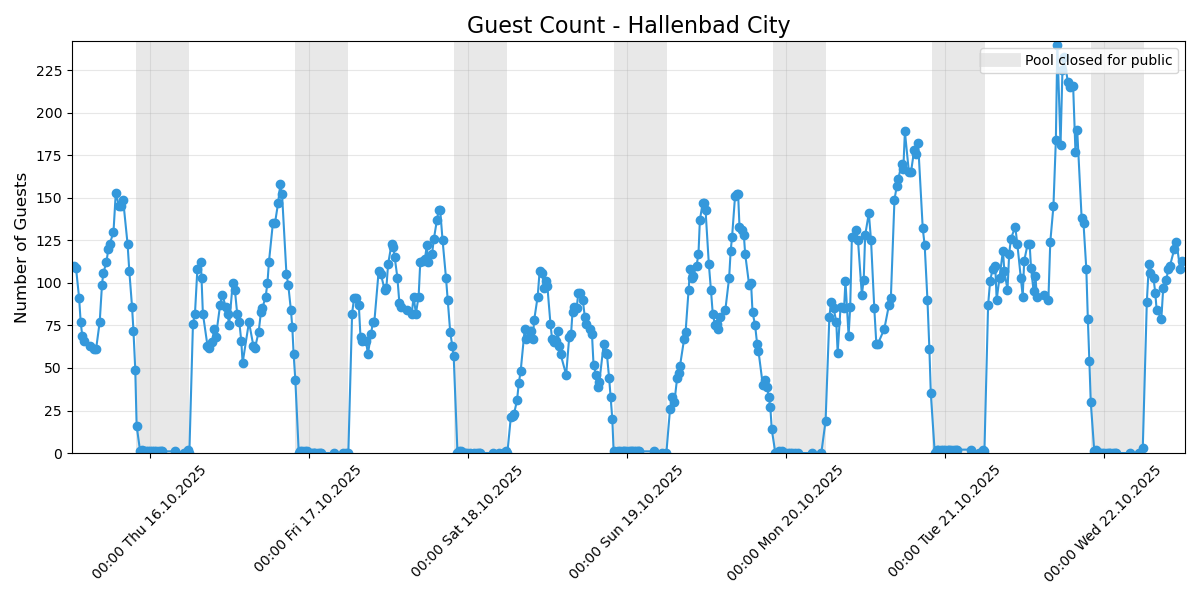 Guest Count - Hallenbad City
Pool closed for public
Number of Guests
225
200
175
150
125
100
75
50
25
0
00:00 Thu 16.10.2025
00:00 Fri 17.10.2025
00:00 Sat 18.10.2025
00:00 Sun 19.10.2025
00:00 Mon 20.10.2025
00:00 Tue 21.10.2025
00:00 Wed 22.10.2025